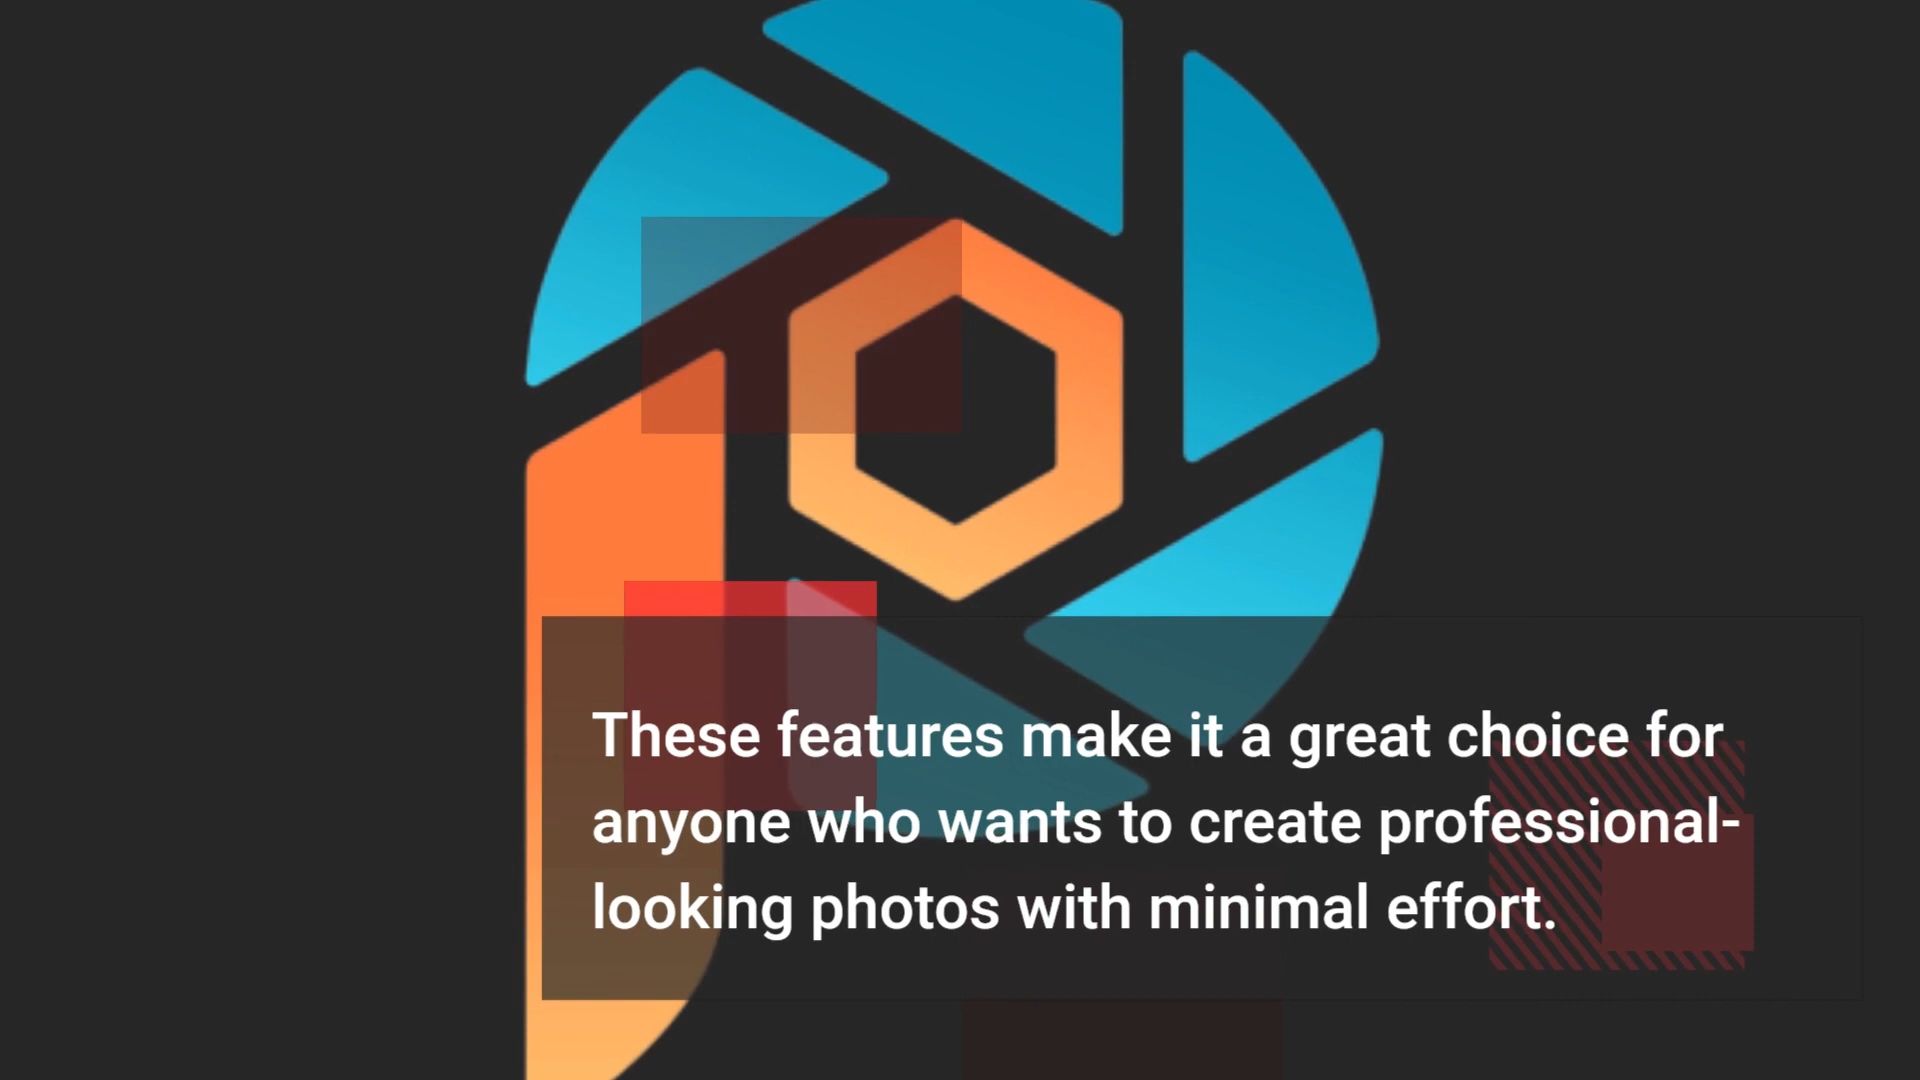 These features make it a great choice for
anyone who wants to create professional-
looking photos with minimal effort.